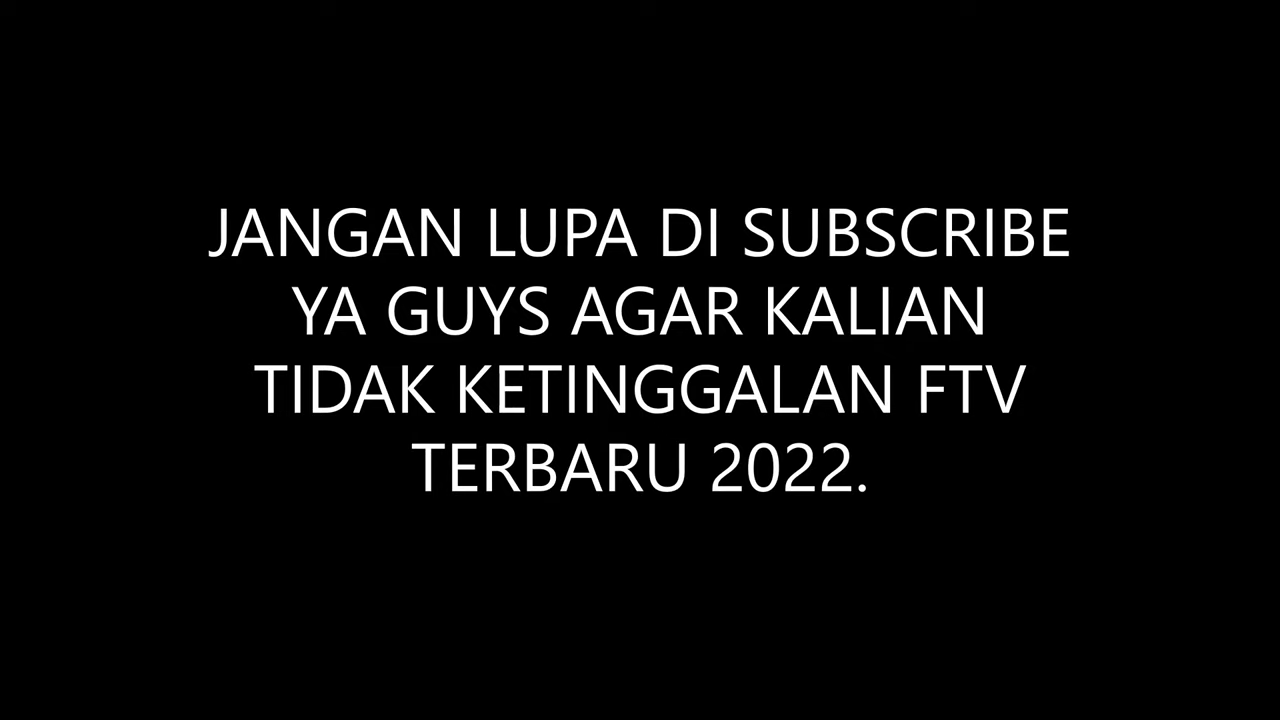 JANGAN LUPA DI SUBSCRIBE
YA GUYS AGAR KALIAN
TIDAK KETINGGALAN FTV
TERBARU 2022.